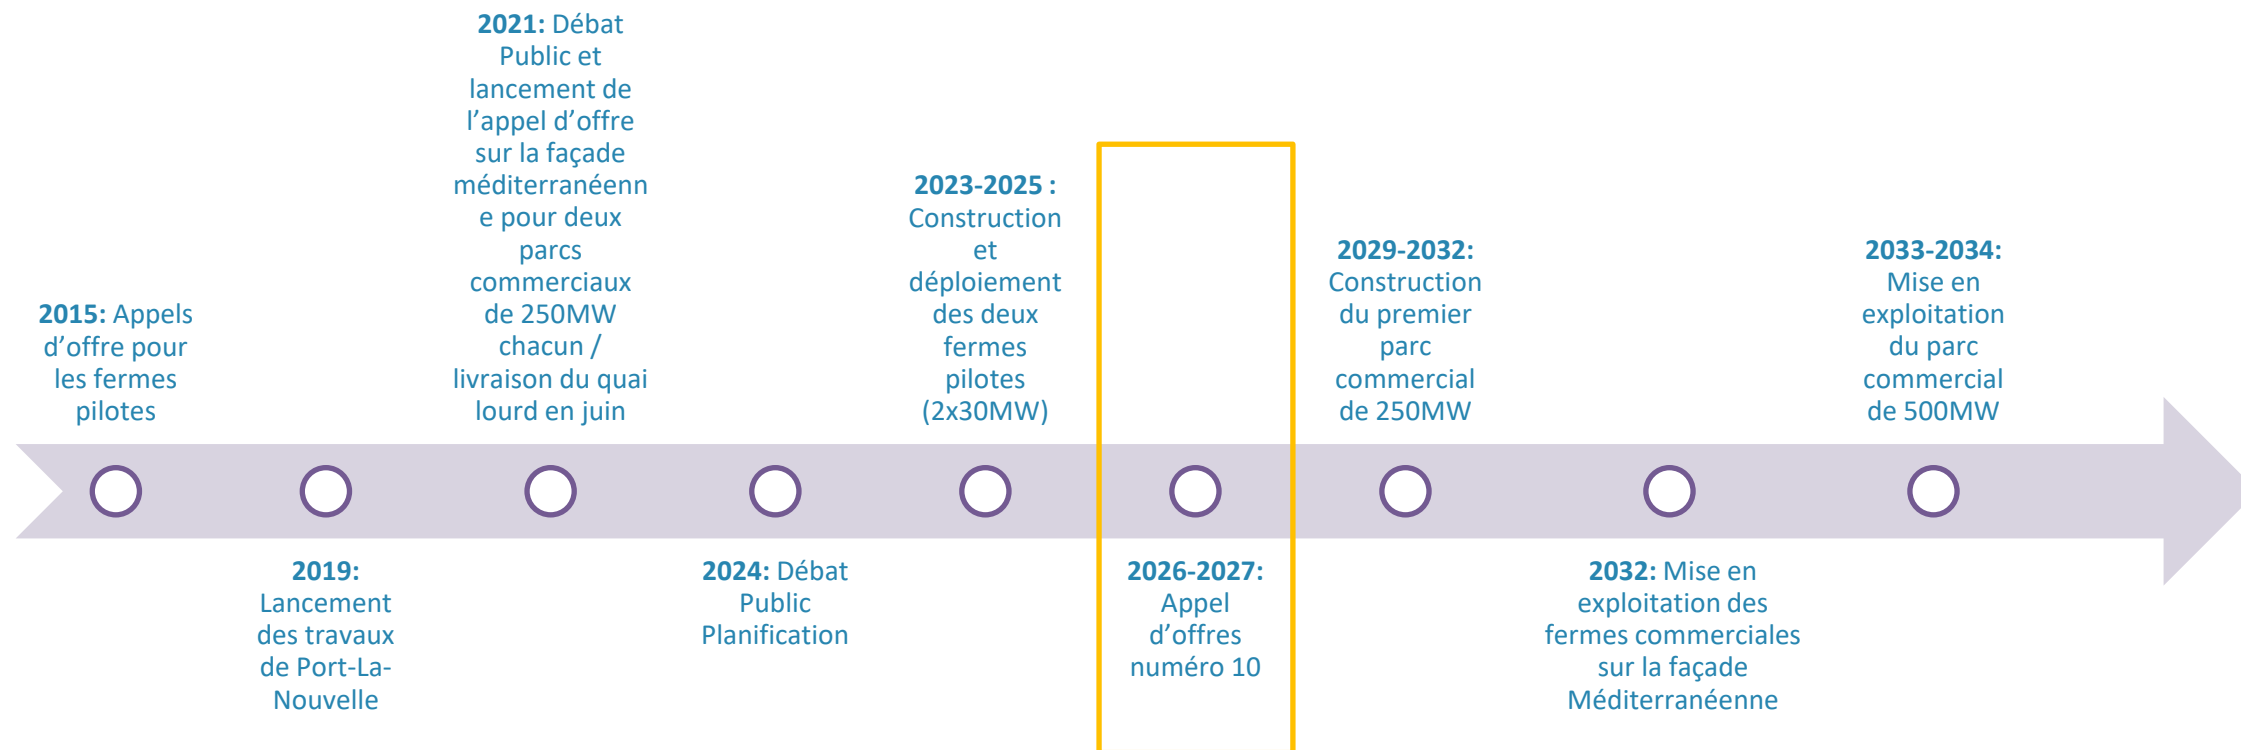 2015: Appels
d’offre pour
les fermes
pilotes
2019:
Lancement
des travaux
de Port-La-
Nouvelle
2021: Débat
Public et
lancement de
l’appel d’offre
sur la façade
méditerranéenn
e pour deux
parcs
commerciaux
de 250MW
chacun /
livraison du quai
lourd en juin
2024: Débat
Public
Planification
2023-2025 :
Construction
et
déploiement
des deux
fermes
pilotes
(2x30MW)
2026-2027:
Appel
d’offres
numéro 10
2029-2032:
Construction
du premier
parc
commercial
de 250MW
2032: Mise en
exploitation des
fermes commerciales
sur la façade
Méditerranéenne
2033-2034:
Mise en
exploitation
du parc
commercial
de 500MW